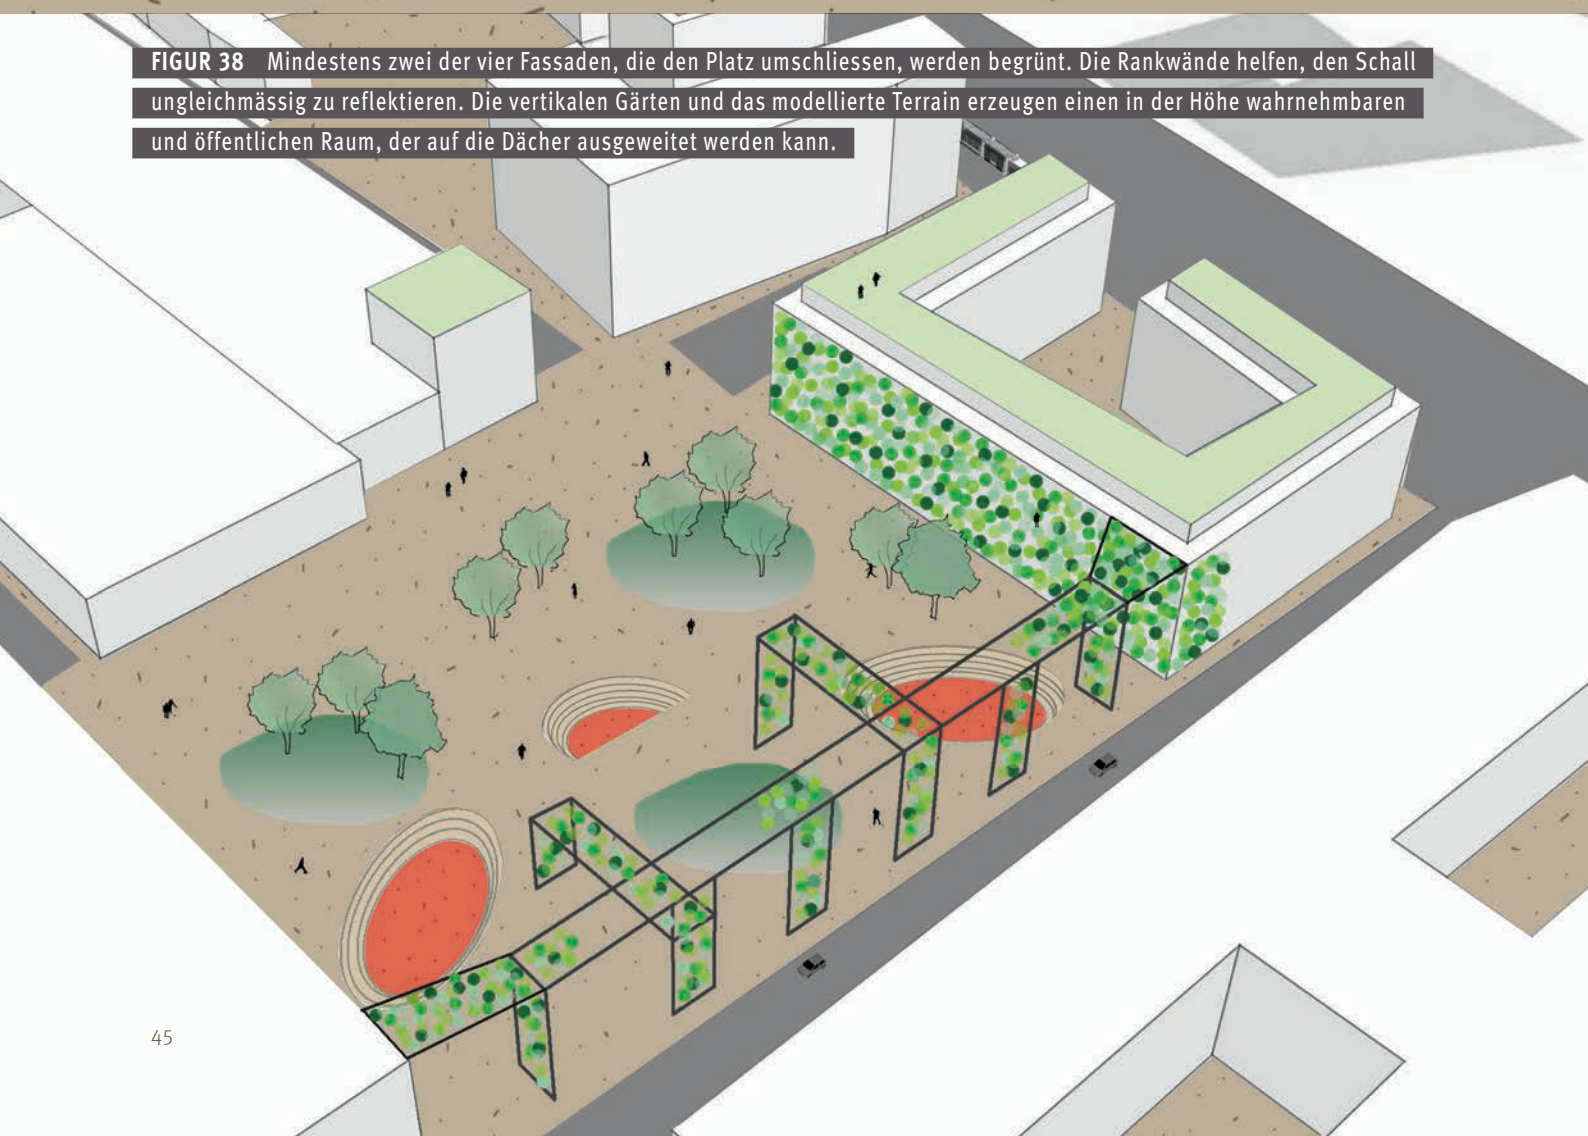 FIGUR 38 Mindestens zwei der vier Fassaden, die den Platz umschliessen, werden begrünt. Die Rankwände helfen, den Schall
ungleichmässig zu reflektieren. Die vertikalen Gärten und das modellierte Terrain erzeugen einen in der Höhe wahrnehmbaren
und öffentlichen Raum, der auf die Dächer ausgeweitet werden kann.
45